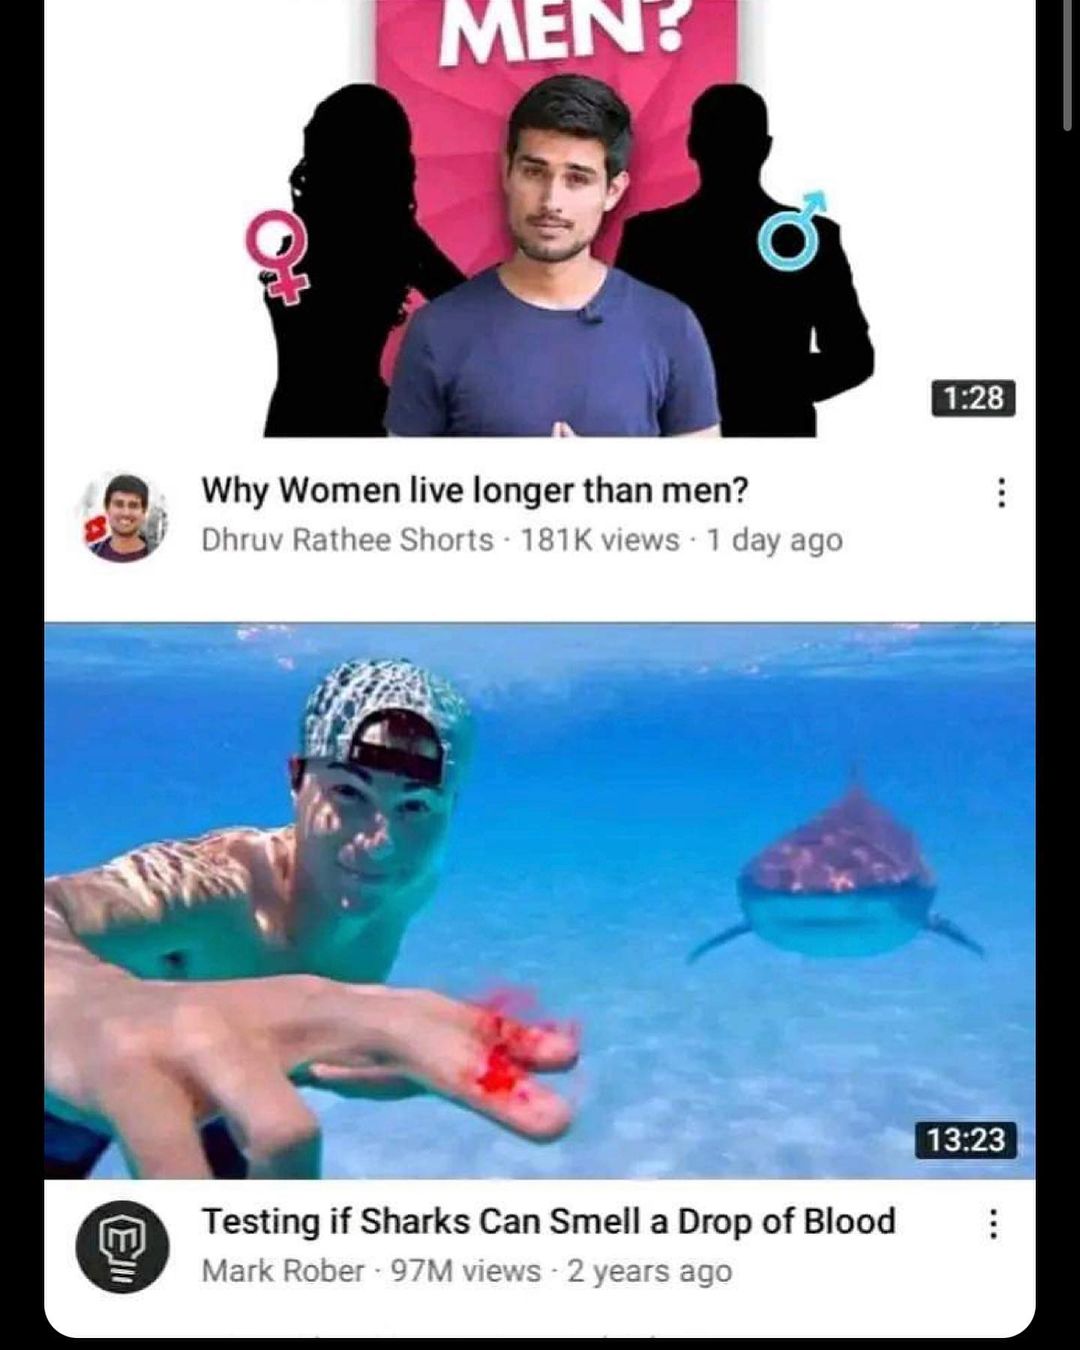 MEN?
1:28
Why Women live longer than men?
Dhruv Rathee Shorts · 181K views · 1 day ago
13:23
Testing if Sharks Can Smell a Drop of Blood
Mark Rober · 97M views · 2 years ago